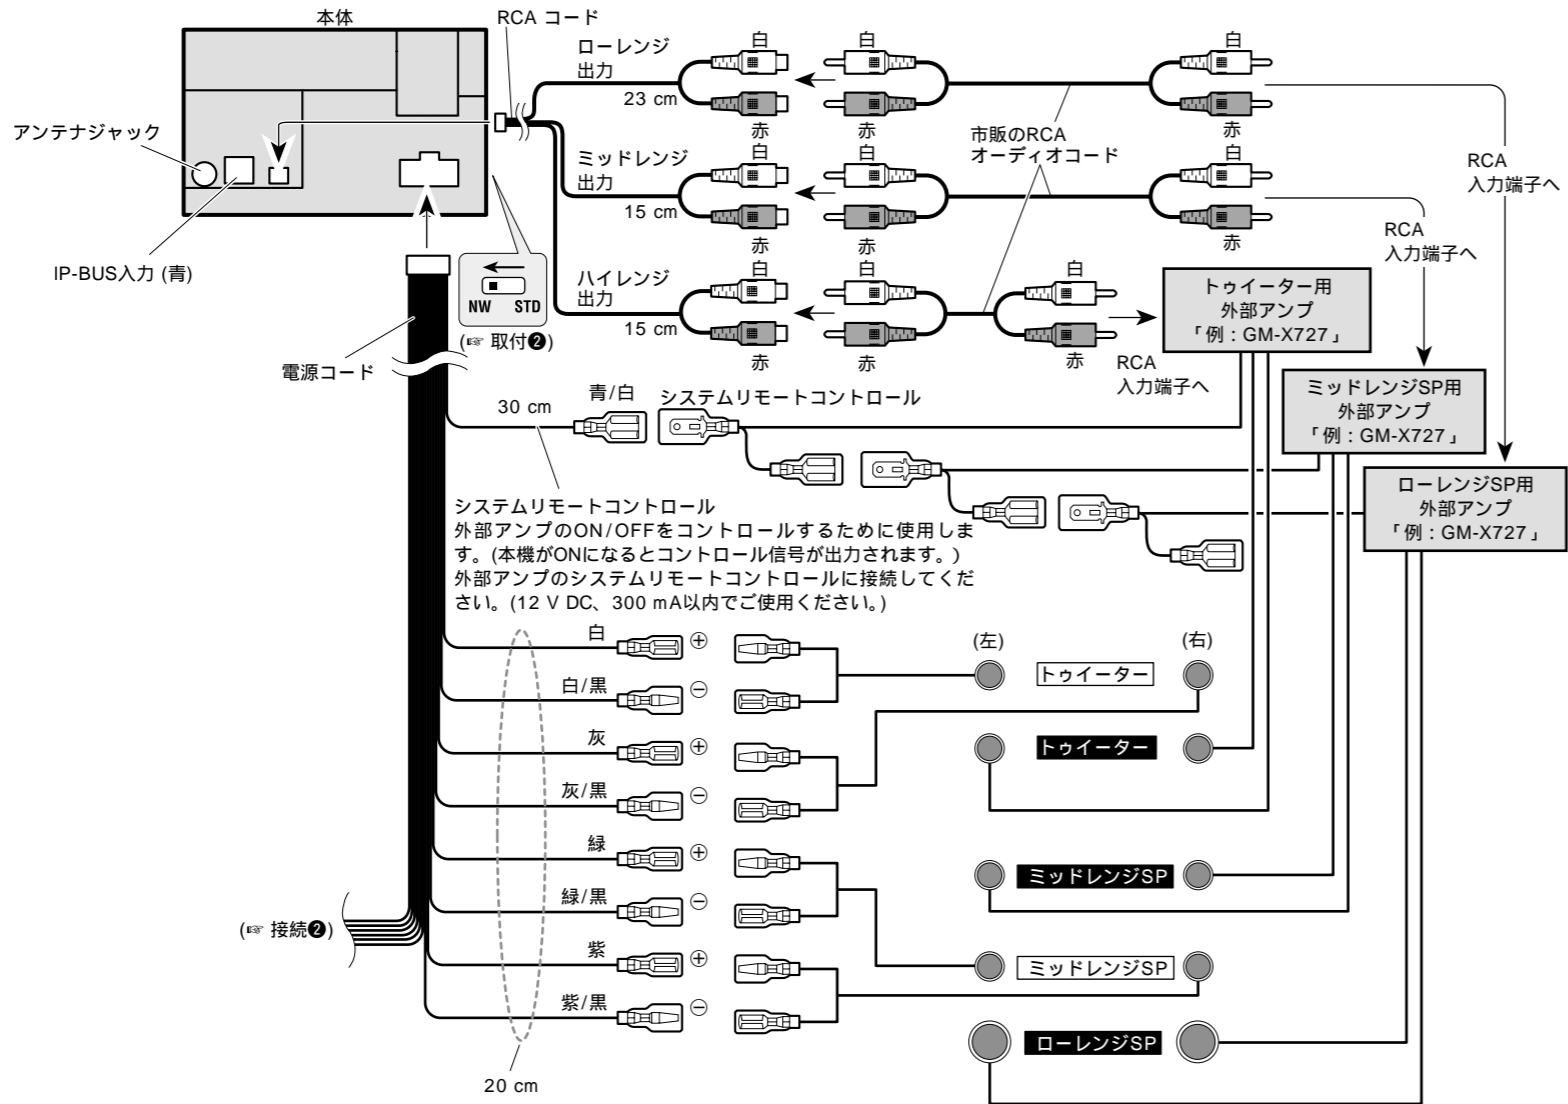 本体
RCA コード
アンテナジャック
IP-BUS入力 (青)
ローレンジ
出力
23 cm
白
赤
白
赤
白
赤
ミッドレンジ
出力
15 cm
白
赤
白
赤
市販のRCA
オーディオコード
RCA
入力端子へ
RCA
入力端子へ
ハイレンジ
出力
15 cm
白
赤
白
赤
白
赤
RCA
入力端子へ
NW STD
(☞ 取付❷)
電源コード
トゥイーター用
外部アンプ
「例：GM-X727」
ミッドレンジSP用
外部アンプ
「例：GM-X727」
ローレンジSP用
外部アンプ
「例：GM-X727」
30 cm
青/白
システムリモートコントロール
システムリモートコントロール
外部アンプのON/OFFをコントロールするために使用しま
す。(本機がONになるとコントロール信号が出力されます。)
外部アンプのシステムリモートコントロールに接続してくだ
さい。(12 V DC、300 mA以内でご使用ください。)
白 ⊕
白/黒 ⊖
灰 ⊕
灰/黒 ⊖
緑 ⊕
緑/黒 ⊖
紫 ⊕
紫/黒 ⊖
20 cm
(☞ 接続❷)
(左) (右)
トゥイーター
トゥイーター
ミッドレンジSP
ミッドレンジSP
ローレンジSP